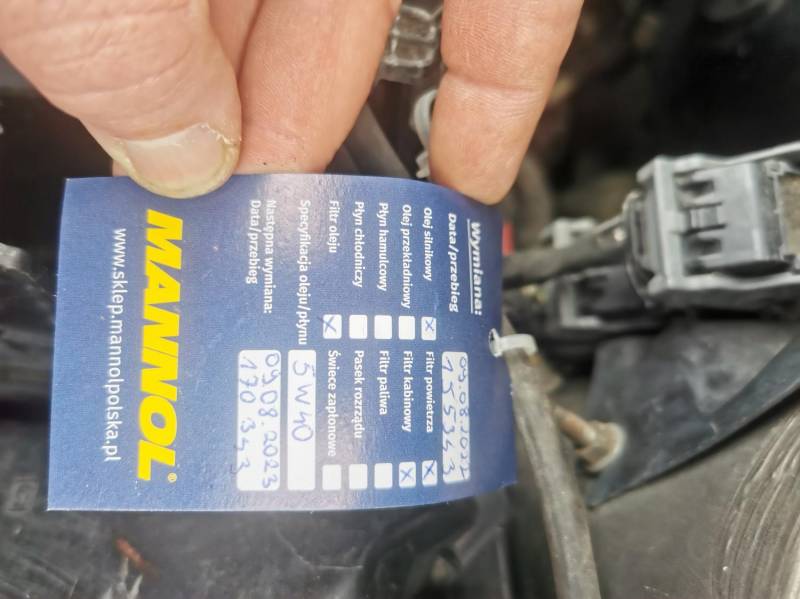 Wymiana: 09.08.2022
Data/przebieg 155343
Olej silnikowy x Filtr powietrza x
Olej przekładniowy Filtr kabinowy x
Płyn hamulcowy Filtr paliwa
Płyn chłodniczy Pasek rozrządu
Filtr oleju x Świece zapłonowe
Specyfikacja oleju/płynu 5W40
Następna wymiana: 09.08.2023
Data/przebieg 170.343
MANNOL®
www.sklep.mannolpolska.pl